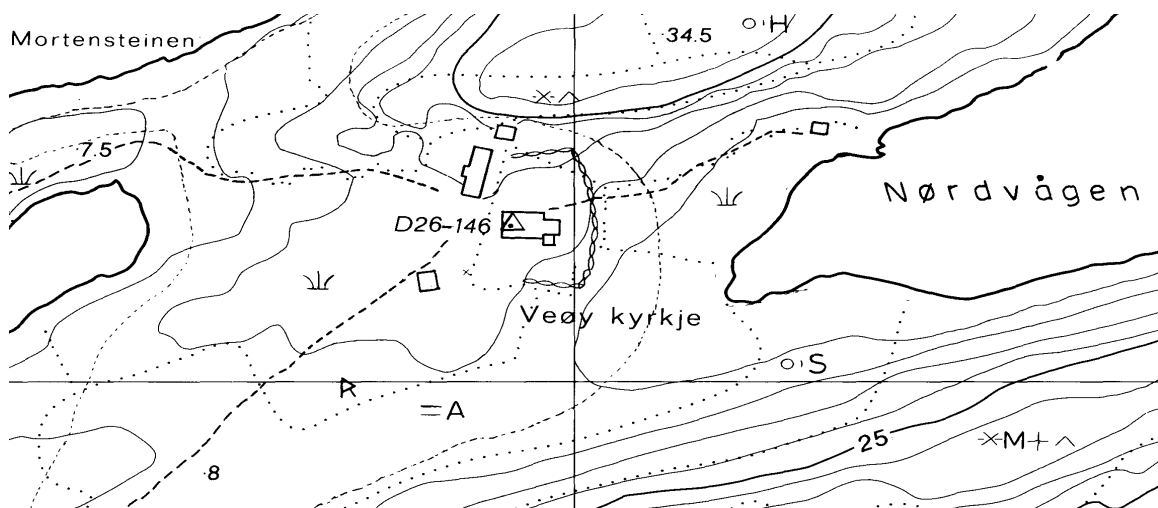 Mortensteinen
34.5
H
7.5
Nørdvågen
D26-146
Veøy kyrkje
S
R
=A
25
M
8